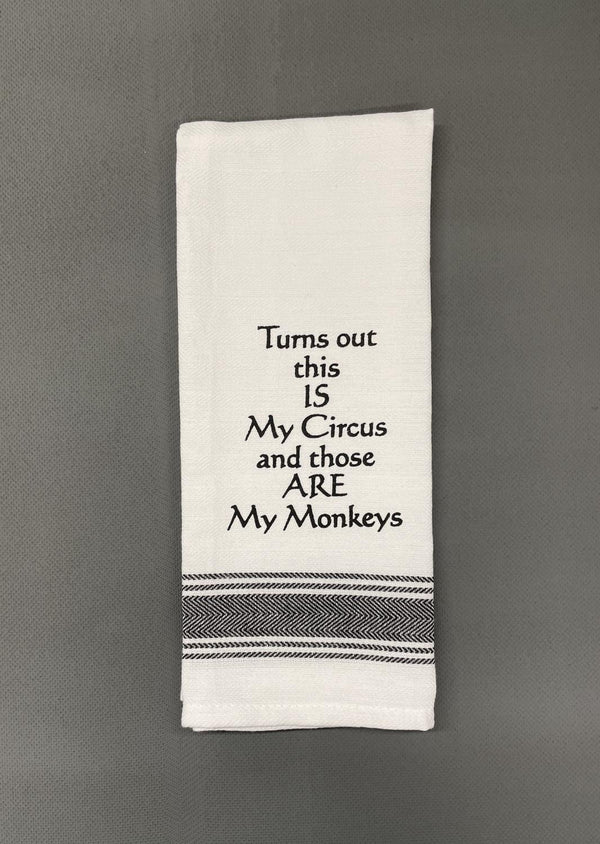 Turns out
this
IS
My Circus
and those
ARE
My Monkeys